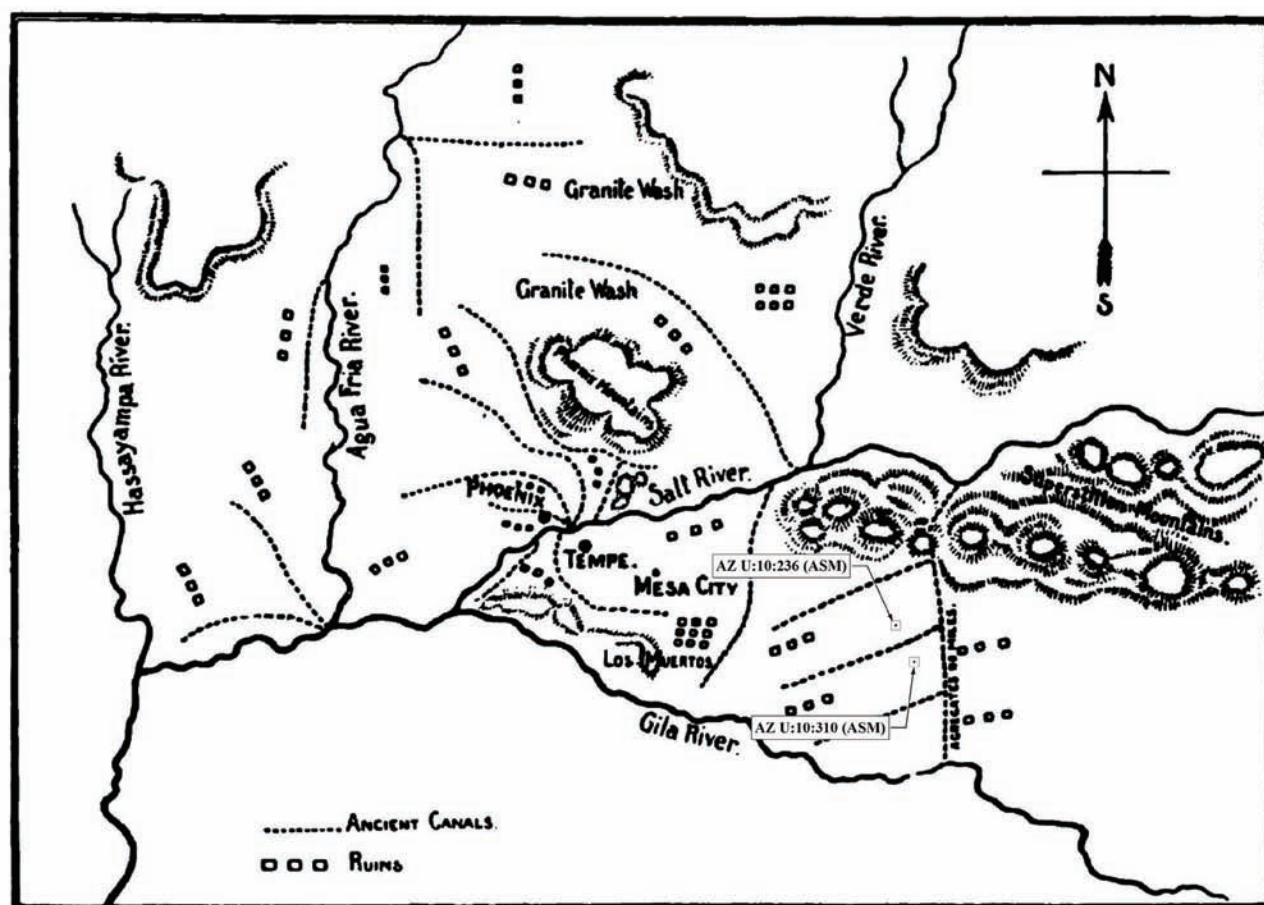 N
Granite Wash
Granite Wash
S
Verde River.
Hassayampa River.
Agua Fria River.
Superstition Mountains.
PHOENIX
Salt River.
TEMPE.
AZ U:10:236 (ASM)
MESA CITY
LOS MUERTOS
AZ U:10:310 (ASM)
Gila River.
ANCIENT CANALS.
RUINS